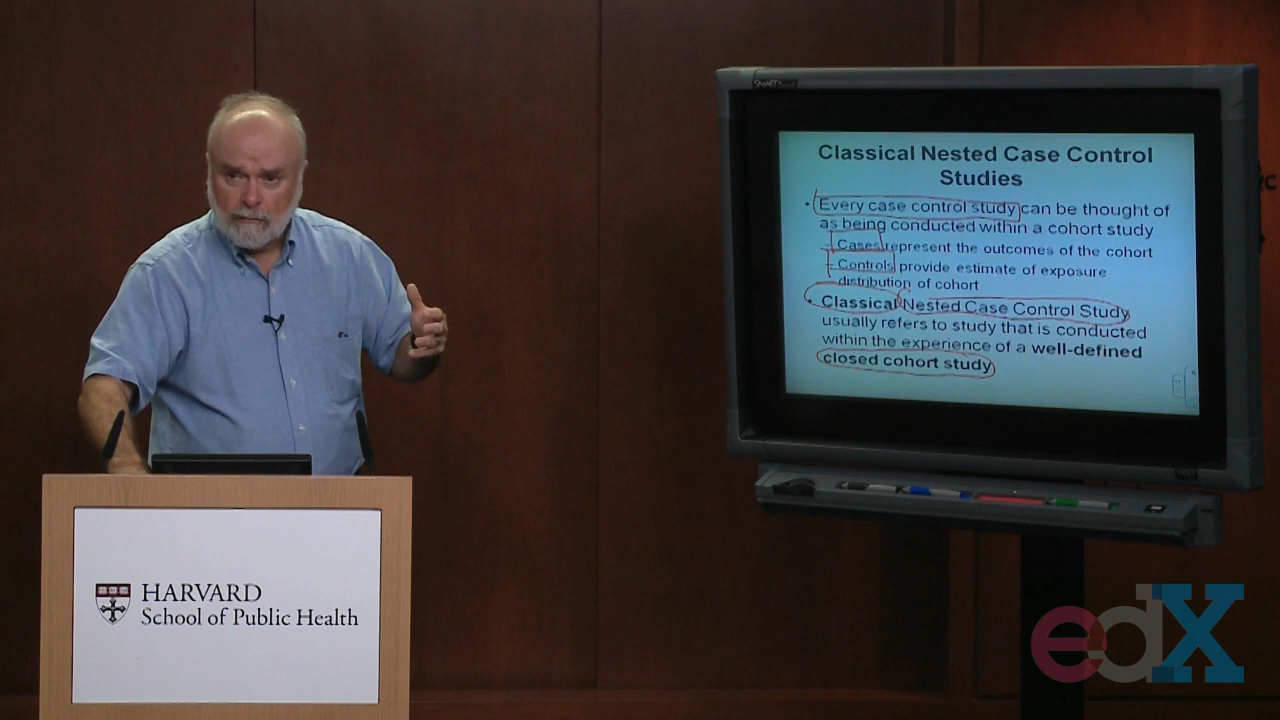 SMART
Classical Nested Case Control
Studies
• Every case control study can be thought of
as being conducted within a cohort study
– Cases represent the outcomes of the cohort
– Controls provide estimate of exposure
distribution of cohort
• Classical Nested Case Control Study
usually refers to study that is conducted
within the experience of a well-defined
closed cohort study
HARVARD
School of Public Health
edX